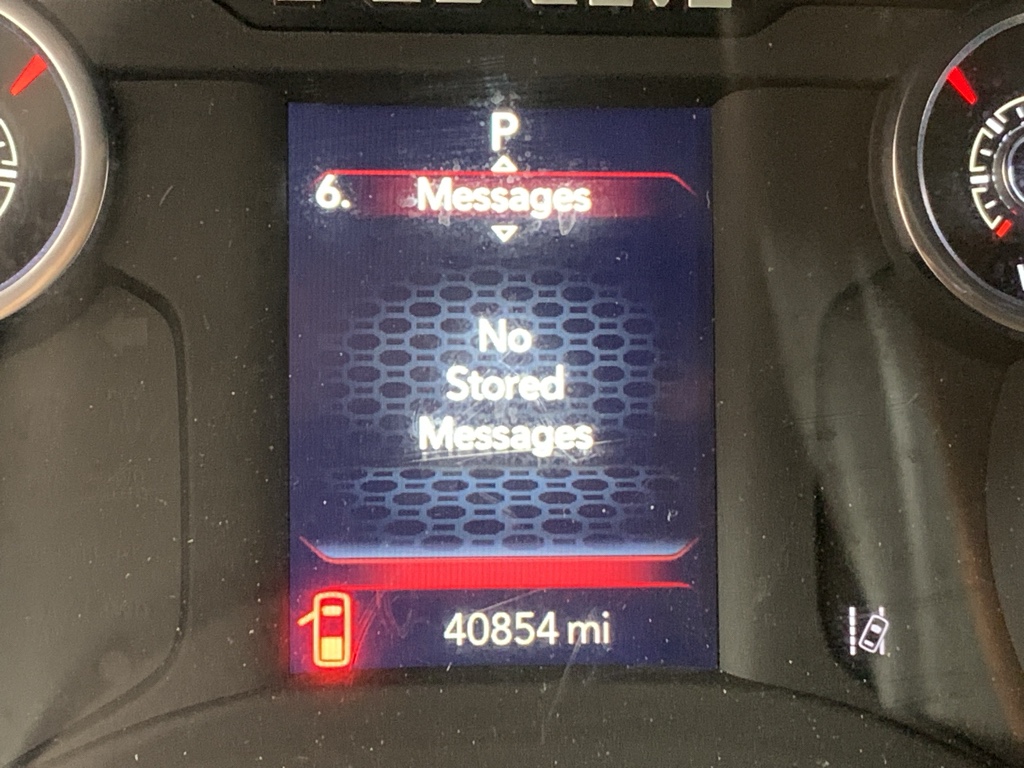 P
6. Messages
No
Stored
Messages
40854 mi